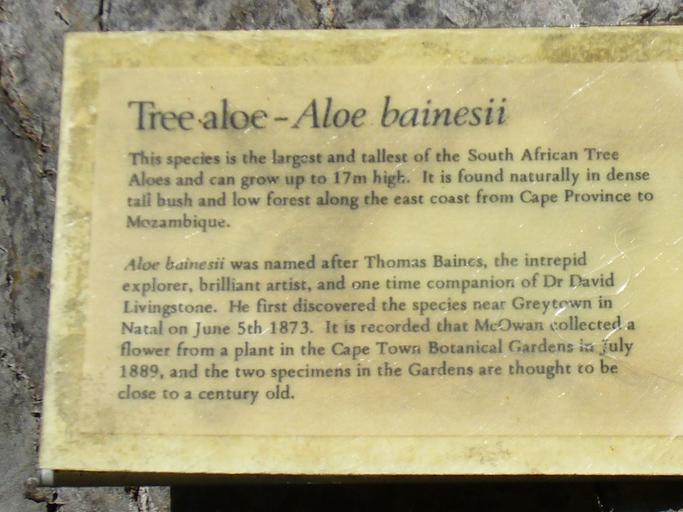 Tree aloe - Aloe bainesii
This species is the largest and tallest of the South African Tree
Aloes and can grow up to 17m high. It is found naturally in dense
tall bush and low forest along the east coast from Cape Province to
Mozambique.
Aloe bainesii was named after Thomas Baines, the intrepid
explorer, brilliant artist, and one time companion of Dr David
Livingstone. He first discovered the species near Greytown in
Natal on June 5th 1873. It is recorded that McOwan collected a
flower from a plant in the Cape Town Botanical Gardens in July
1889, and the two specimens in the Gardens are thought to be
close to a century old.